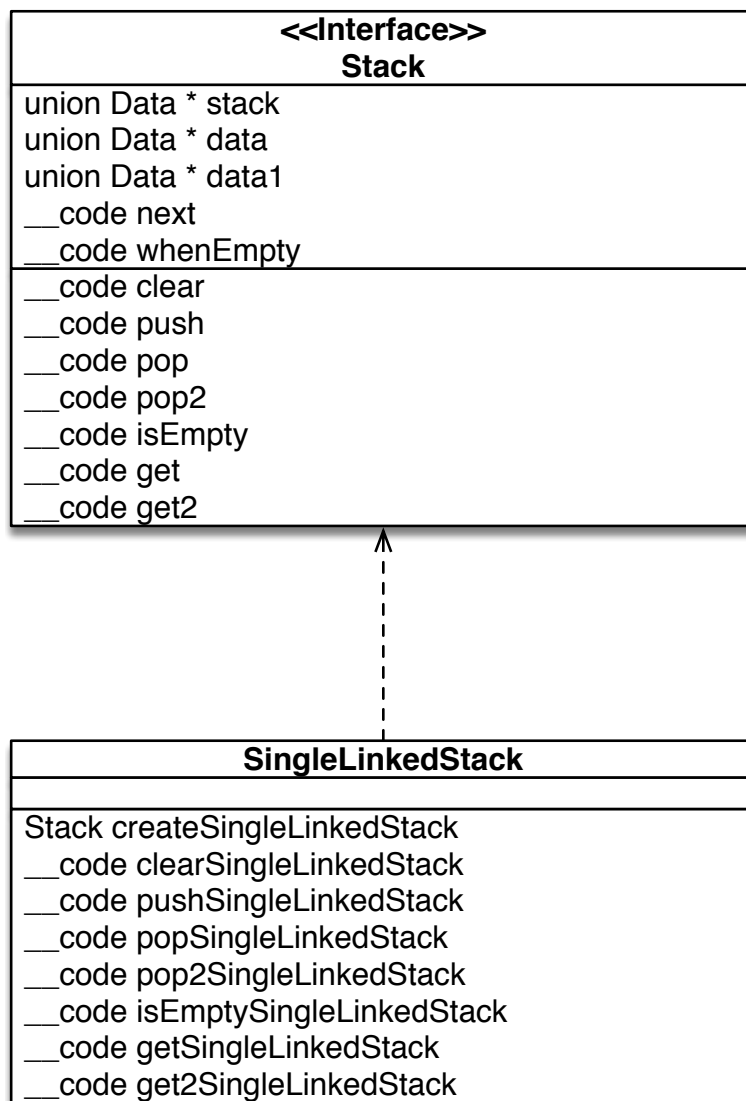 <<Interface>>
Stack
union Data * stack
union Data * data
union Data * data1
__code next
__code whenEmpty
__code clear
__code push
__code pop
__code pop2
__code isEmpty
__code get
__code get2
SingleLinkedStack
Stack createSingleLinkedStack
__code clearSingleLinkedStack
__code pushSingleLinkedStack
__code popSingleLinkedStack
__code pop2SingleLinkedStack
__code isEmptySingleLinkedStack
__code getSingleLinkedStack
__code get2SingleLinkedStack